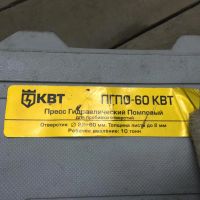 КВТ
ПГПО-60 КВТ
Пресс Гидравлический Помповый
для пробивки отверстий
Отверстия ∅ 22-60 мм. Толщина листа до 3 мм
Рабочее давление: 10 тонн